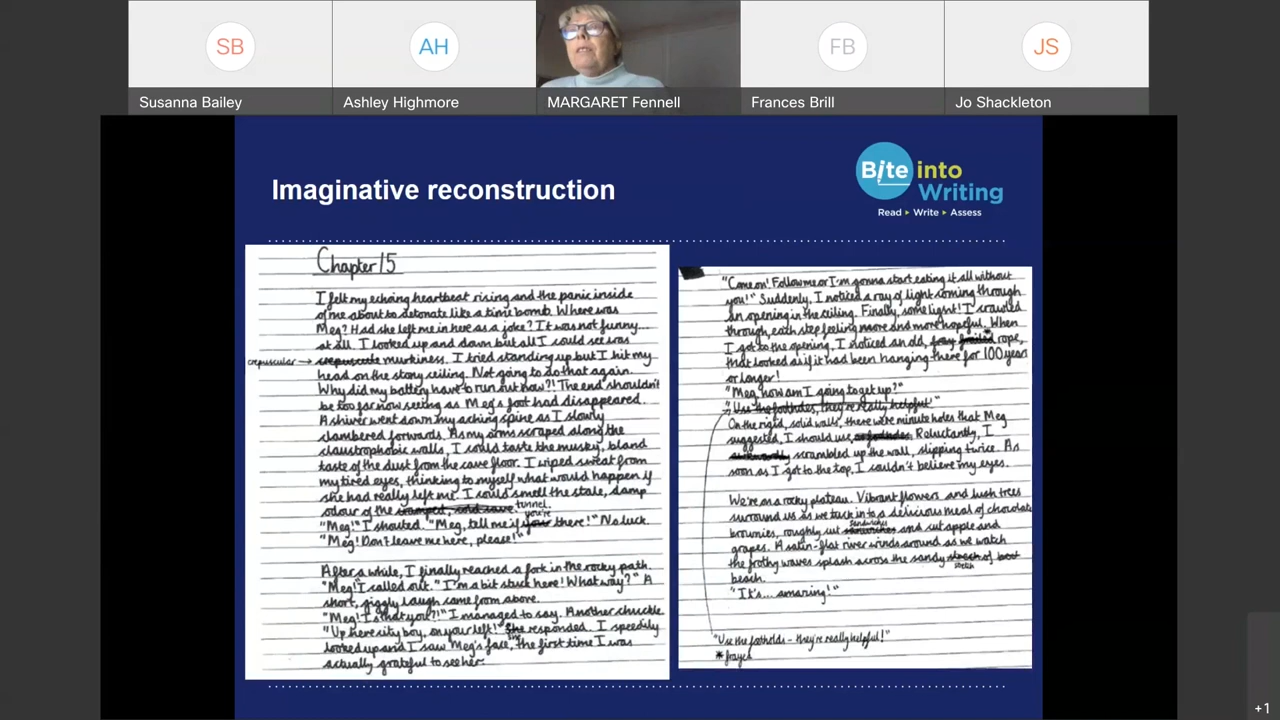 SB
AH
FB
JS
Susanna Bailey
Ashley Highmore
MARGARET Fennell
Frances Brill
Jo Shackleton
Imaginative reconstruction
Bite into
Writing
Read ▸ Write ▸ Assess
Chapter 15
I felt my echoing heartbeat rising and the panic inside
of me about to detonate like a time bomb. Where was
Meg? Had she left me in here as a joke? It was not funny...
at all. I looked up and down but all I could see was
crepuscular → crepuscule murkiness. I tried standing up but I hit my
head on the stony ceiling. Not going to do that again.
Why did my battery have to run out now?! The end shouldn't
be too far now seeing as Meg's foot had disappeared.
A shiver went down my aching spine as I slowly
clambered forwards. As my arms scraped along the
claustrophobic walls, I could taste the musky, bland
taste of the dust from the cave floor. I wiped sweat from
my tired eyes, thinking to myself what would happen if
she had really left me. I could smell the stale, damp
odour of the cramped, cold cave tunnel.
"Meg!" I shouted. "Meg, tell me if your you're there!" No luck.
"Meg! Don't leave me here, please!"
After a while, I finally reached a fork in the rocky path.
"Meg!" I called out. "I'm a bit stuck here! What way?" A
short, giggly laugh came from above.
"Meg! Is that you?!" I managed to say. Another chuckle.
"Up here city boy, on your left!" She responded. I speedily
looked up and I saw Meg's face, the first time I was
actually grateful to see her.
"Come on! Follow me or I'm gonna start eating it all without
you!" Suddenly, I noticed a ray of light coming through
an opening in the ceiling. Finally, some light! I crawled
through, each step feeling more and more hopeful. When
I got to the opening, I noticed an old, * rope,
that looked as if it had been hanging there for 100 years
or longer!
"Meg, how am I going to get up?"
"Use the footholes, they're really helpful!"
On the rigid, solid walls, there were minute holes that Meg
suggested, I should use. Reluctantly, I
scrambled up the wall, slipping twice. As
soon as I got to the top, I couldn't believe my eyes.
We're on a rocky plateau. Vibrant flowers and lush trees
surround us as we tuck in to a delicious meal of chocolate
brownies, roughly cut sandwiches and cut apple and
grapes. A satin-flat river winds around as we watch
the frothy waves splash across the sandy
beach.
"It's... amazing!"
"Use the footholds - they're really helpful!"
* frayed
+1